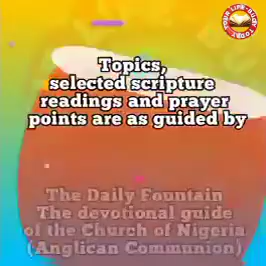 Topics,
selected scripture
readings and prayer
points are as guided by
The Daily Fountain
The devotional guide
of the Church of Nigeria
(Anglican Communion)